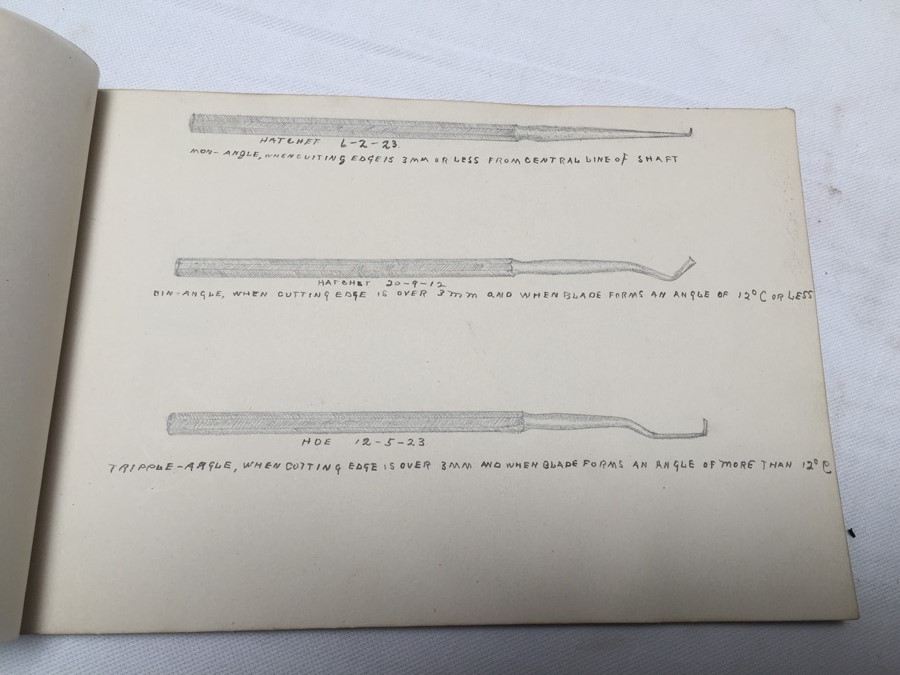 HATCHET 6-2-23.
MON-ANGLE, WHEN CUTTING EDGE IS 3MM OR LESS FROM CENTRAL LINE OF SHAFT
HATCHET 20-9-12
BIN-ANGLE, WHEN CUTTING EDGE IS OVER 3mm AND WHEN BLADE FORMS AN ANGLE OF 12°C OR LESS
HOE 12-5-23
TRIPPLE-ANGLE, WHEN CUTTING EDGE IS OVER 3MM AND WHEN BLADE FORMS AN ANGLE OF MORE THAN 12°C